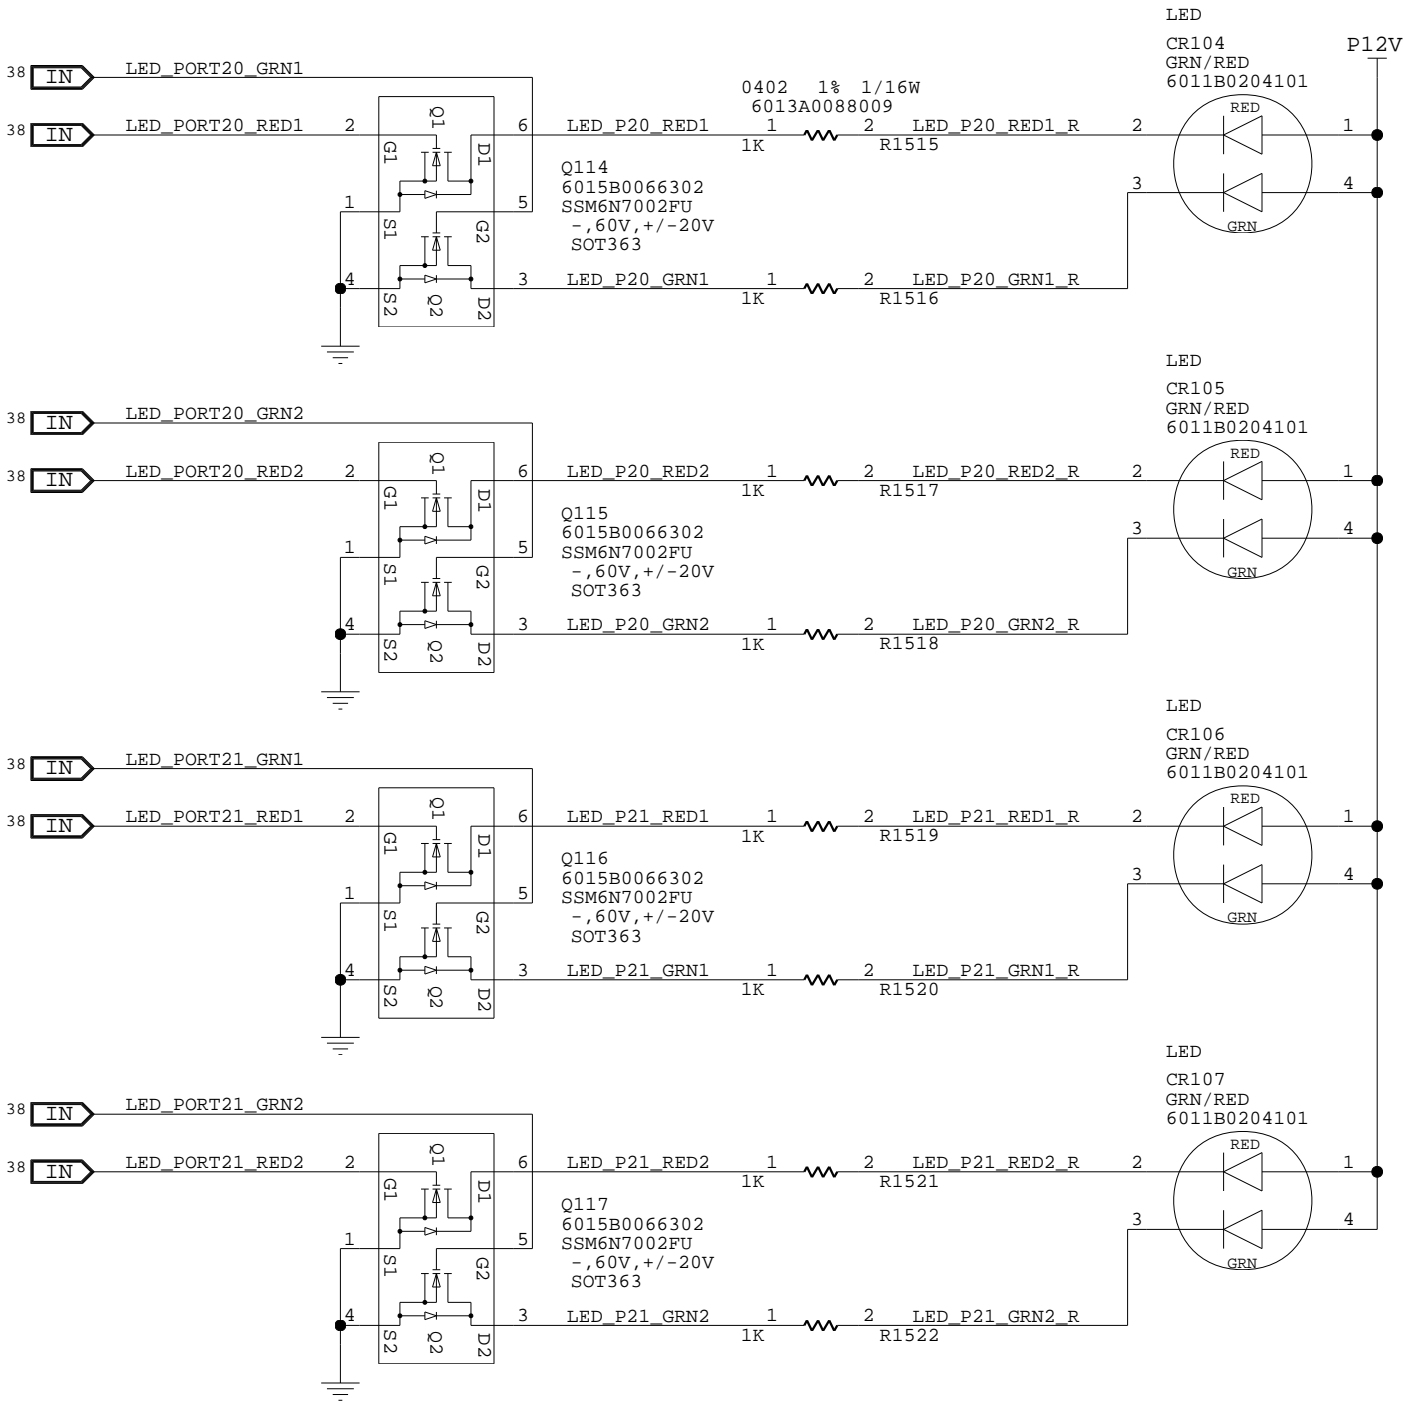 LED
CR104
GRN/RED
6011B0204101
P12V
38 IN LED_PORT20_GRN1
0402 1% 1/16W
6013A0088009
RED
38 IN LED_PORT20_RED1 2 Q1 6 LED_P20_RED1 1 2 LED_P20_RED1_R 2 1
1K R1515
G1 D1
Q114
6015B0066302
SSM6N7002FU
-,60V,+/-20V
SOT363
3 4
1 5
S1 G2
GRN
4 3 LED_P20_GRN1 1 2 LED_P20_GRN1_R
1K R1516
S2 Q2 D2
LED
CR105
GRN/RED
6011B0204101
38 IN LED_PORT20_GRN2
RED
38 IN LED_PORT20_RED2 2 Q1 6 LED_P20_RED2 1 2 LED_P20_RED2_R 2 1
1K R1517
G1 D1
Q115
6015B0066302
SSM6N7002FU
-,60V,+/-20V
SOT363
3 4
1 5
S1 G2
GRN
4 3 LED_P20_GRN2 1 2 LED_P20_GRN2_R
1K R1518
S2 Q2 D2
LED
CR106
GRN/RED
6011B0204101
38 IN LED_PORT21_GRN1
RED
38 IN LED_PORT21_RED1 2 Q1 6 LED_P21_RED1 1 2 LED_P21_RED1_R 2 1
1K R1519
G1 D1
Q116
6015B0066302
SSM6N7002FU
-,60V,+/-20V
SOT363
3 4
1 5
S1 G2
GRN
4 3 LED_P21_GRN1 1 2 LED_P21_GRN1_R
1K R1520
S2 Q2 D2
LED
CR107
GRN/RED
6011B0204101
38 IN LED_PORT21_GRN2
RED
38 IN LED_PORT21_RED2 2 Q1 6 LED_P21_RED2 1 2 LED_P21_RED2_R 2 1
1K R1521
G1 D1
Q117
6015B0066302
SSM6N7002FU
-,60V,+/-20V
SOT363
3 4
1 5
S1 G2
GRN
4 3 LED_P21_GRN2 1 2 LED_P21_GRN2_R
1K R1522
S2 Q2 D2